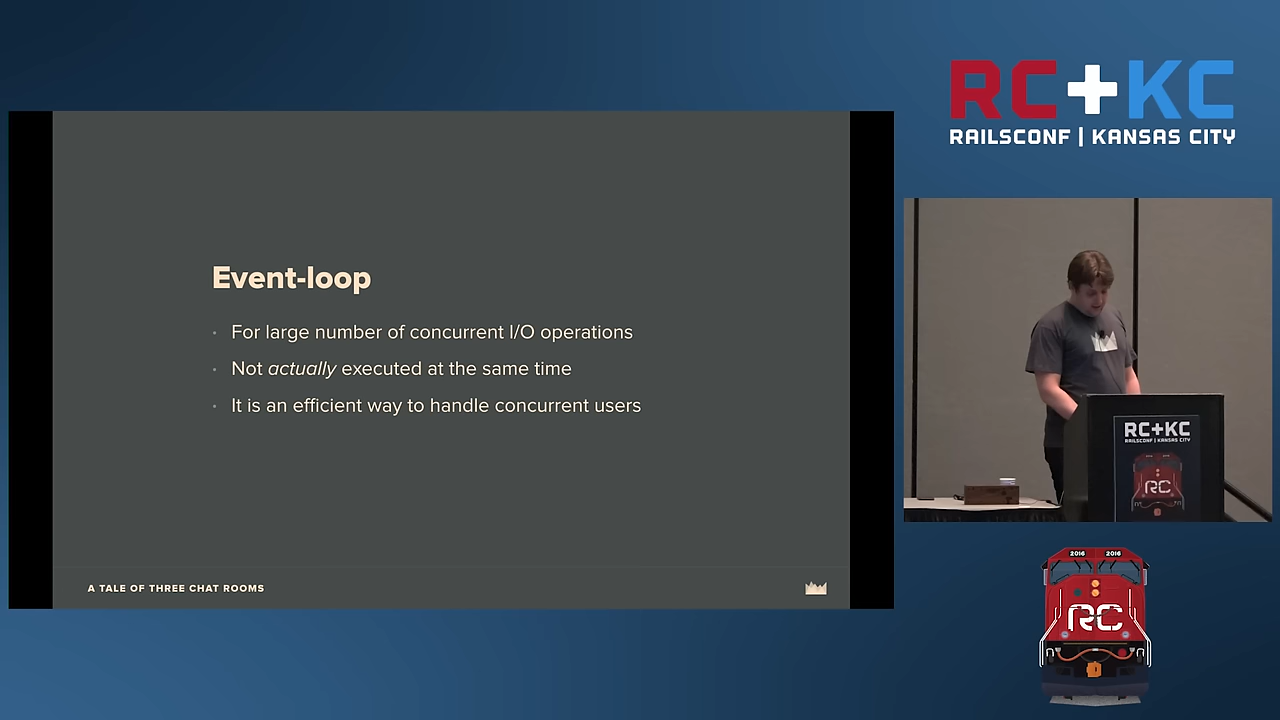 RC+KC
RAILSCONF | KANSAS CITY
Event-loop
· For large number of concurrent I/O operations
· Not actually executed at the same time
· It is an efficient way to handle concurrent users
A TALE OF THREE CHAT ROOMS
RC+KC
RAILSCONF | KANSAS CITY
RC
2016 2016
RC